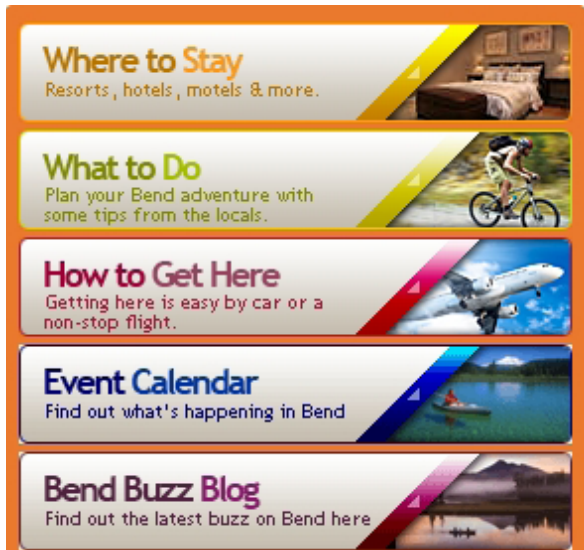 Where to Stay
Resorts, hotels, motels & more.
What to Do
Plan your Bend adventure with
some tips from the locals.
How to Get Here
Getting here is easy by car or a
non-stop flight.
Event Calendar
Find out what's happening in Bend
Bend Buzz Blog
Find out the latest buzz on Bend here